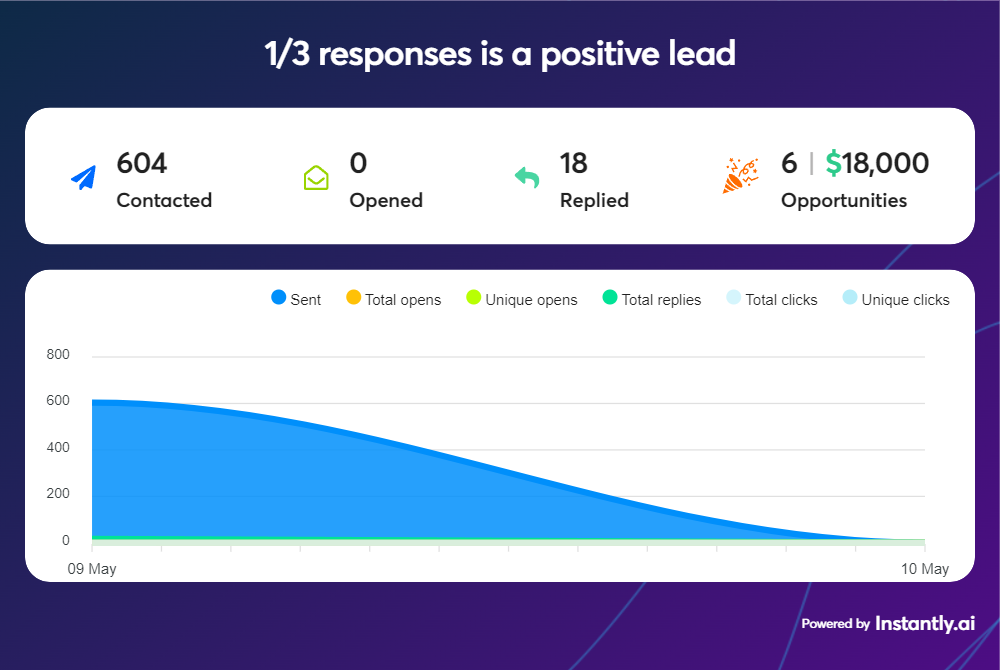 1/3 responses is a positive lead
604
Contacted
0
Opened
18
Replied
6 | $18,000
Opportunities
Sent Total opens Unique opens Total replies Total clicks Unique clicks
800
600
400
200
0
09 May 10 May
Powered by Instantly.ai